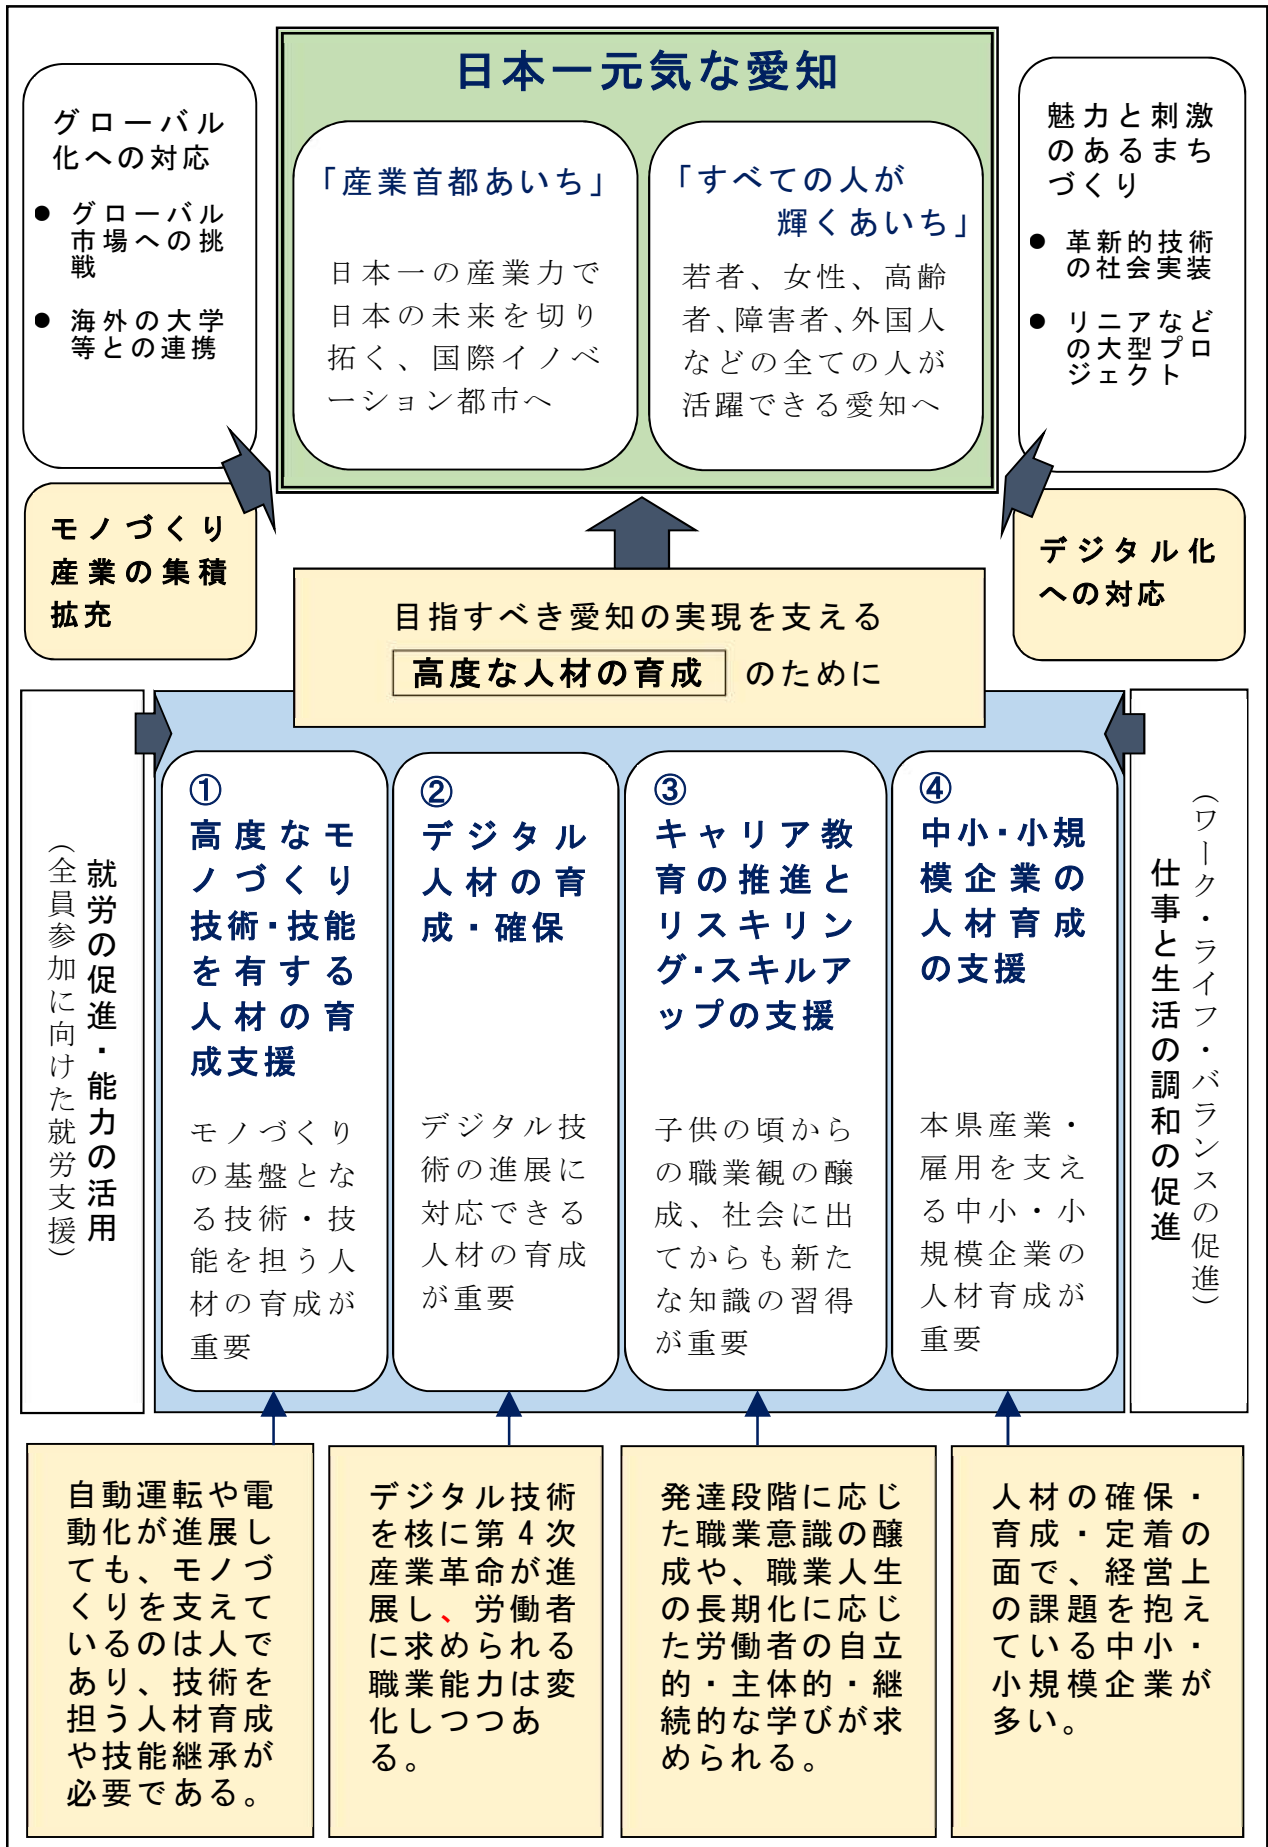 日本一元気な愛知
グローバル
化への対応
● グローバル
市場への挑
戦
● 海外の大学
等との連携
「産業首都あいち」
日本一の産業力で
日本の未来を切り
拓く、国際イノベ
ーション都市へ
「すべての人が
輝くあいち」
若者、女性、高齢
者、障害者、外国人
などの全ての人が
活躍できる愛知へ
魅力と刺激
のあるまち
づくり
● 革新的技術
の社会実装
● リニアなど
の大型プロ
ジェクト
モノづくり
産業の集積
拡充
デジタル化
への対応
目指すべき愛知の実現を支える
高度な人材の育成 のために
就労の促進・能力の活用
（全員参加に向けた就労支援）
①
高度なモ
ノづくり
技術・技能
を有する
人材の育
成支援
モノづくり
の基盤とな
る技術・技
能を担う人
材の育成が
重要
②
デジタル
人材の育
成・確保
デジタル技
術の進展に
対応できる
人材の育成
が重要
③
キャリア教
育の推進と
リスキリン
グ・スキルア
ップの支援
子供の頃から
の職業観の醸
成、社会に出
てからも新た
な知識の習得
が重要
④
中小・小規
模企業の
人材育成
の支援
本県産業・
雇用を支え
る中小・小
規模企業の
人材育成が
重要
（ワーク・ライフ・バランスの促進）
仕事と生活の調和の促進
自動運転や電
動化が進展し
ても、モノづ
くりを支えて
いるのは人で
あり、技術を
担う人材育成
や技能継承が
必要である。
デジタル技術
を核に第４次
産業革命が進
展し、労働者
に求められる
職業能力は変
化しつつあ
る。
発達段階に応じ
た職業意識の醸
成や、職業人生
の長期化に応じ
た労働者の自立
的・主体的・継
続的な学びが求
められる。
人材の確保・
育成・定着の
面で、経営上
の課題を抱え
ている中小・
小規模企業が
多い。